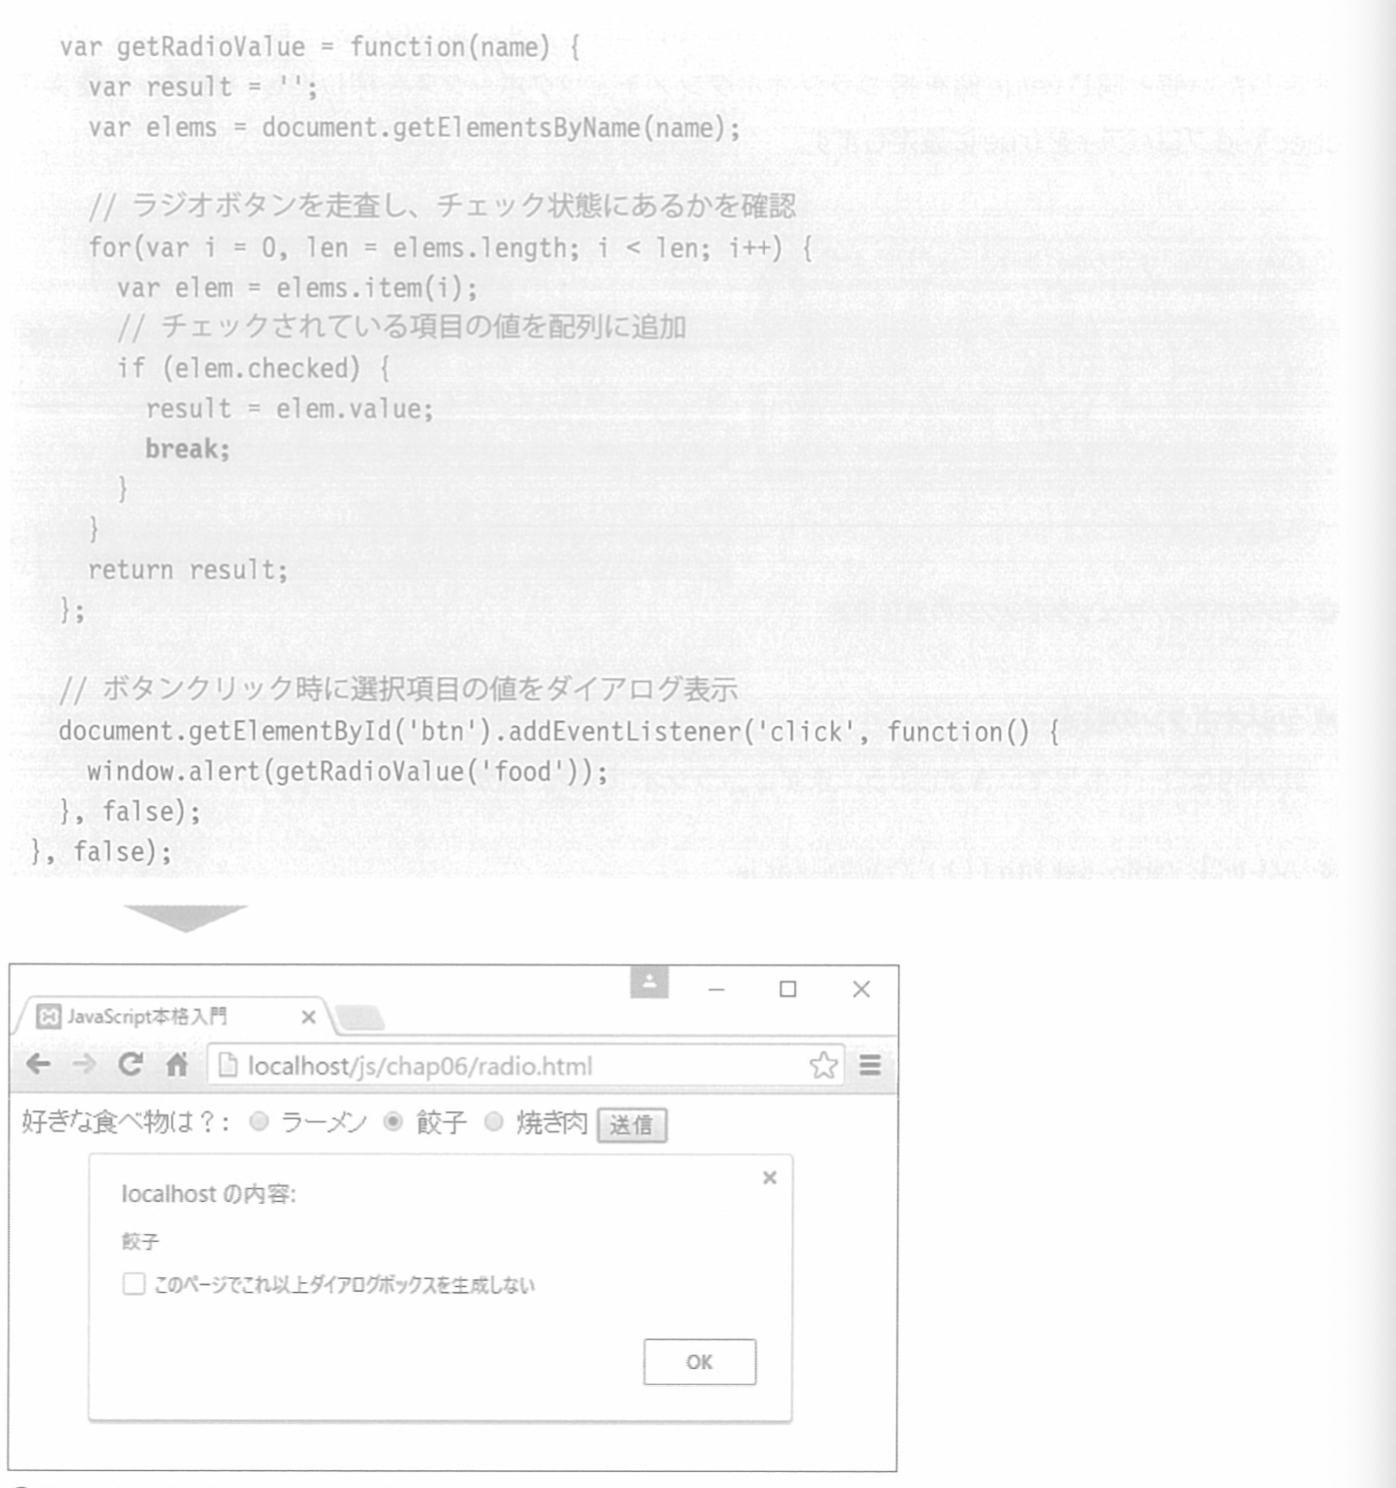 var getRadioValue = function(name) {
var result = '';
var elems = document.getElementsByName(name);
// ラジオボタンを走査し、チェック状態にあるかを確認
for(var i = 0, len = elems.length; i < len; i++) {
var elem = elems.item(i);
// チェックされている項目の値を配列に追加
if (elem.checked) {
result = elem.value;
break;
}
}
return result;
};
// ボタンクリック時に選択項目の値をダイアログ表示
document.getElementById('btn').addEventListener('click', function() {
window.alert(getRadioValue('food'));
}, false);
}, false);
JavaScript本格入門
localhost/js/chap06/radio.html
好きな食べ物は？: ラーメン 餃子 焼き肉 送信
localhost の内容:
餃子
このページでこれ以上ダイアログボックスを生成しない
OK